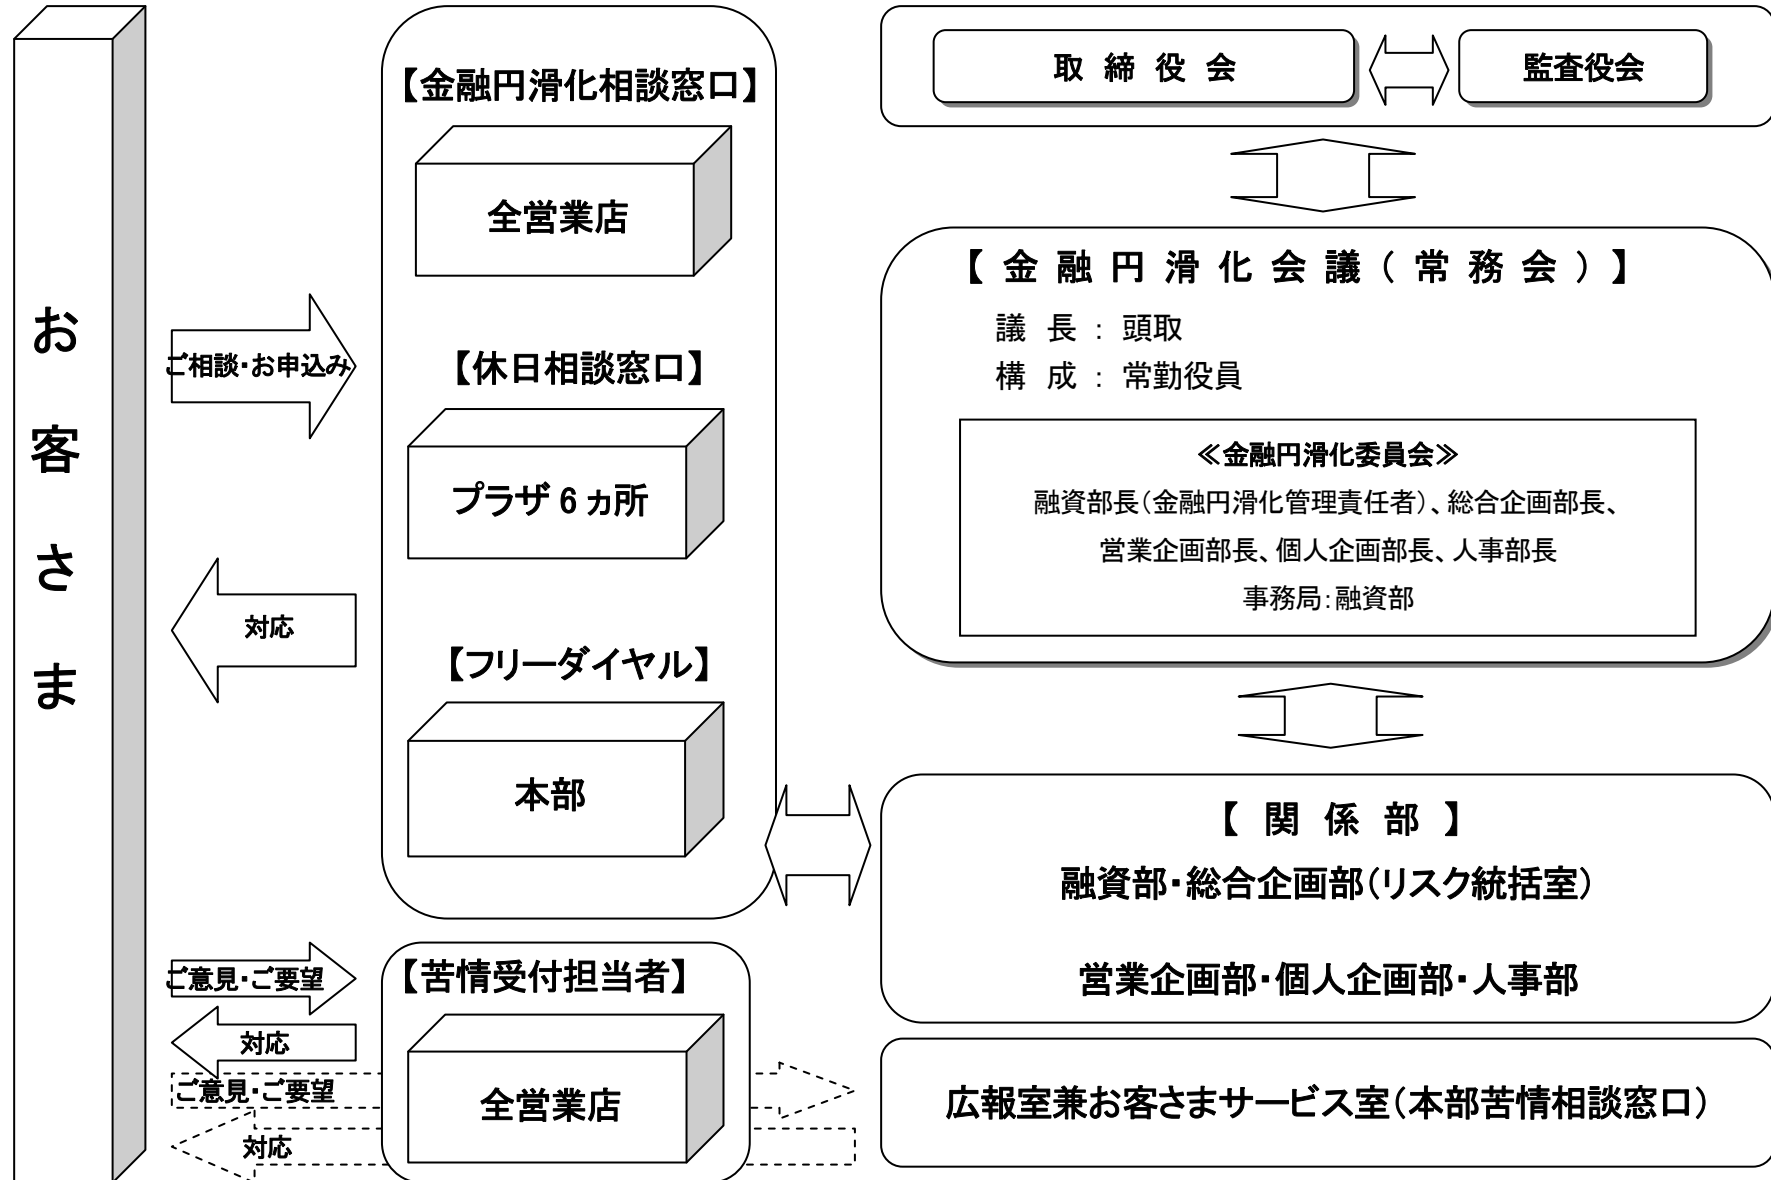 お客さま
ご相談・お申込み
対応
ご意見・ご要望
対応
ご意見・ご要望
対応
【金融円滑化相談窓口】
全営業店
【休日相談窓口】
プラザ 6 ヵ所
【フリーダイヤル】
本部
【苦情受付担当者】
全営業店
取 締 役 会
監査役会
【 金 融 円 滑 化 会 議 ( 常 務 会 ) 】
議 長 : 頭取
構 成 : 常勤役員
≪金融円滑化委員会≫
融資部長(金融円滑化管理責任者)、総合企画部長、
営業企画部長、個人企画部長、人事部長
事務局:融資部
【 関 係 部 】
融資部・総合企画部(リスク統括室)
営業企画部・個人企画部・人事部
広報室兼お客さまサービス室(本部苦情相談窓口)